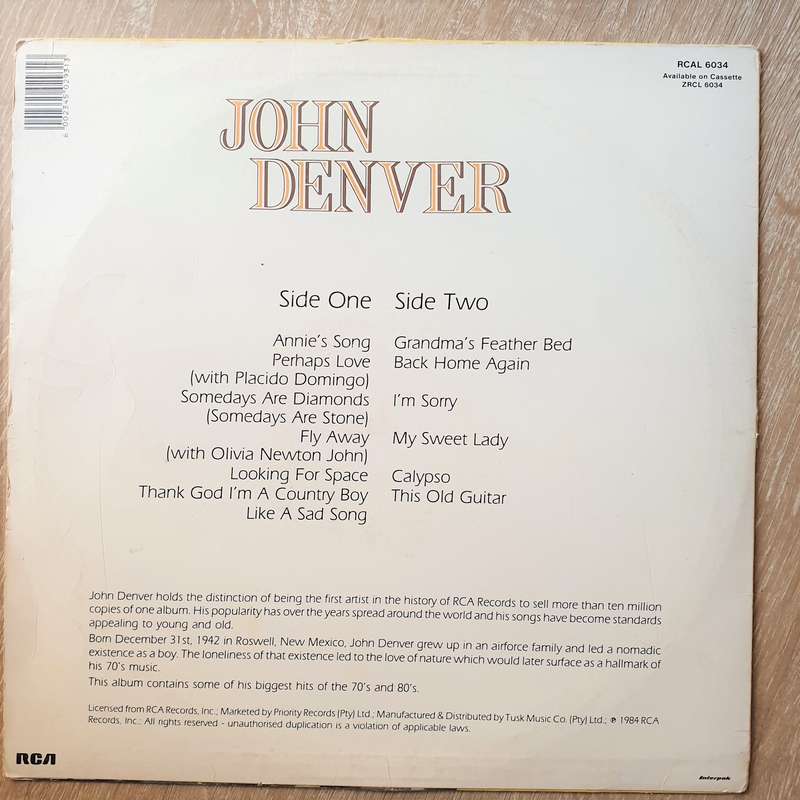 6 002345 029313
RCAL 6034
Available on Cassette
ZRCL 6034
JOHN
DENVER
Side One
Annie's Song
Perhaps Love
(with Placido Domingo)
Somedays Are Diamonds
(Somedays Are Stone)
Fly Away
(with Olivia Newton John)
Looking For Space
Thank God I'm A Country Boy
Like A Sad Song
Side Two
Grandma's Feather Bed
Back Home Again
I'm Sorry
My Sweet Lady
Calypso
This Old Guitar
John Denver holds the distinction of being the first artist in the history of RCA Records to sell more than ten million
copies of one album. His popularity has over the years spread around the world and his songs have become standards
appealing to young and old.
Born December 31st, 1942 in Roswell, New Mexico, John Denver grew up in an airforce family and led a nomadic
existence as a boy. The loneliness of that existence led to the love of nature which would later surface as a hallmark of
his 70's music.
This album contains some of his biggest hits of the 70's and 80's.
Licensed from RCA Records, Inc.; Marketed by Priority Records (Pty) Ltd.; Manufactured & Distributed by Tusk Music Co. (Pty) Ltd.; ℗ 1984 RCA
Records, Inc.: All rights reserved - unauthorised duplication is a violation of applicable laws.
RCA
Interpak